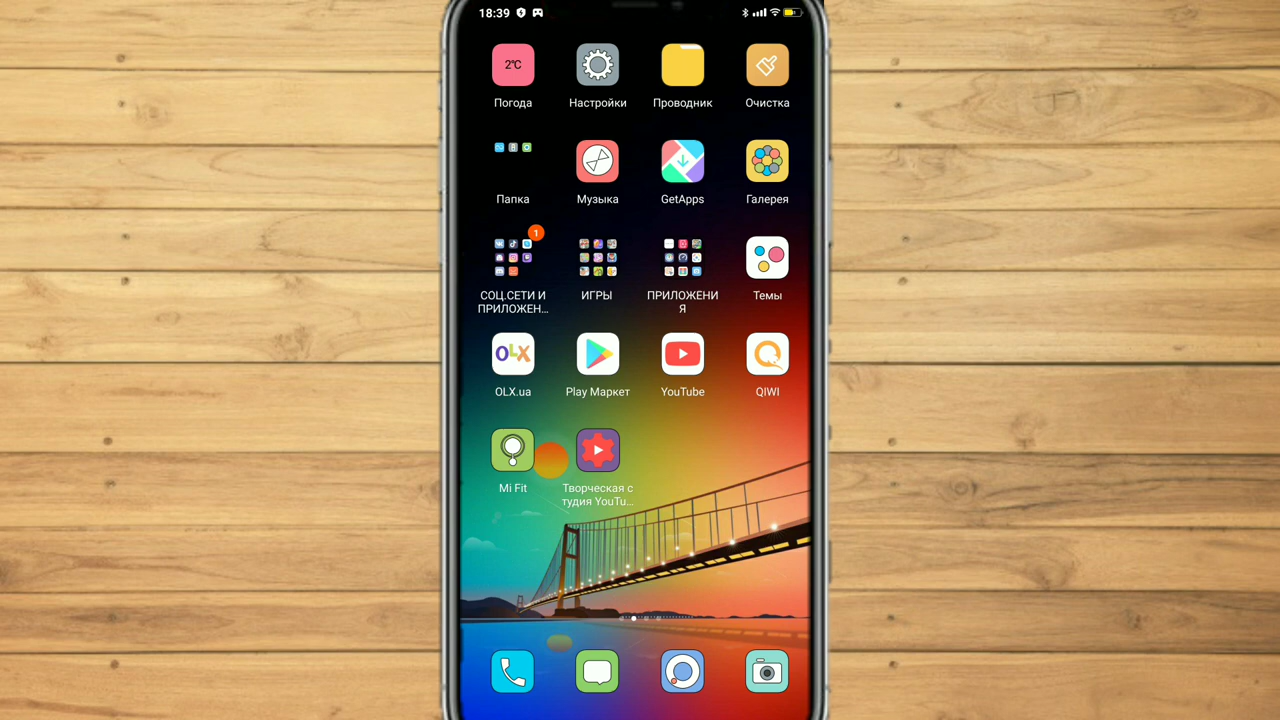 18:39
2℃
Погода
Настройки
Проводник
Очистка
Папка
Музыка
GetApps
Галерея
1
СОЦ.СЕТИ И
ПРИЛОЖЕН...
ИГРЫ
ПРИЛОЖЕНИ
Я
Темы
OLX
OLX.ua
Play Маркет
YouTube
QIWI
Mi Fit
Творческая с
тудия YouTu...